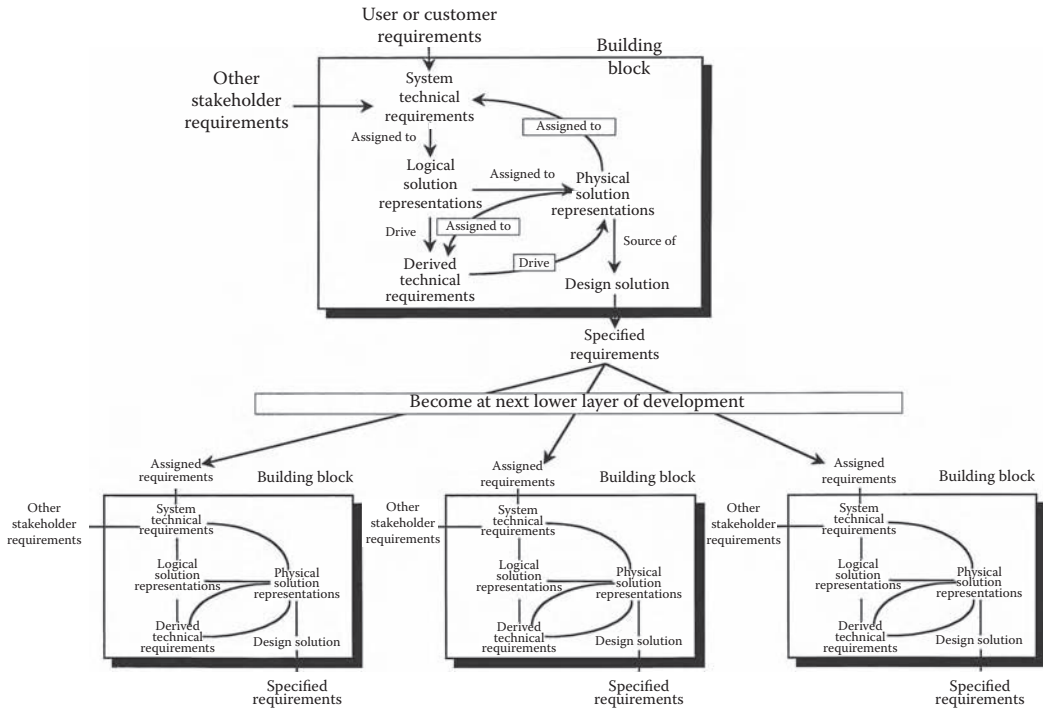 User or customer
requirements
Building
block
Other
stakeholder
requirements
System
technical
requirements
Assigned to
Assigned to
Logical
solution
representations
Assigned to
Physical
solution
representations
Drive
Assigned to
Source of
Derived
technical
requirements
Drive
Design solution
Specified
requirements
Become at next lower layer of development
Assigned
requirements
Building block
Other
stakeholder
requirements
System
technical
requirements
Logical
solution
representations
Physical
solution
representations
Derived
technical
requirements
Design solution
Specified
requirements
Assigned
requirements
Building block
Other
stakeholder
requirements
System
technical
requirements
Logical
solution
representations
Physical
solution
representations
Derived
technical
requirements
Design solution
Specified
requirements
Assigned
requirements
Building block
Other
stakeholder
requirements
System
technical
requirements
Logical
solution
representations
Physical
solution
representations
Derived
technical
requirements
Design solution
Specified
requirements